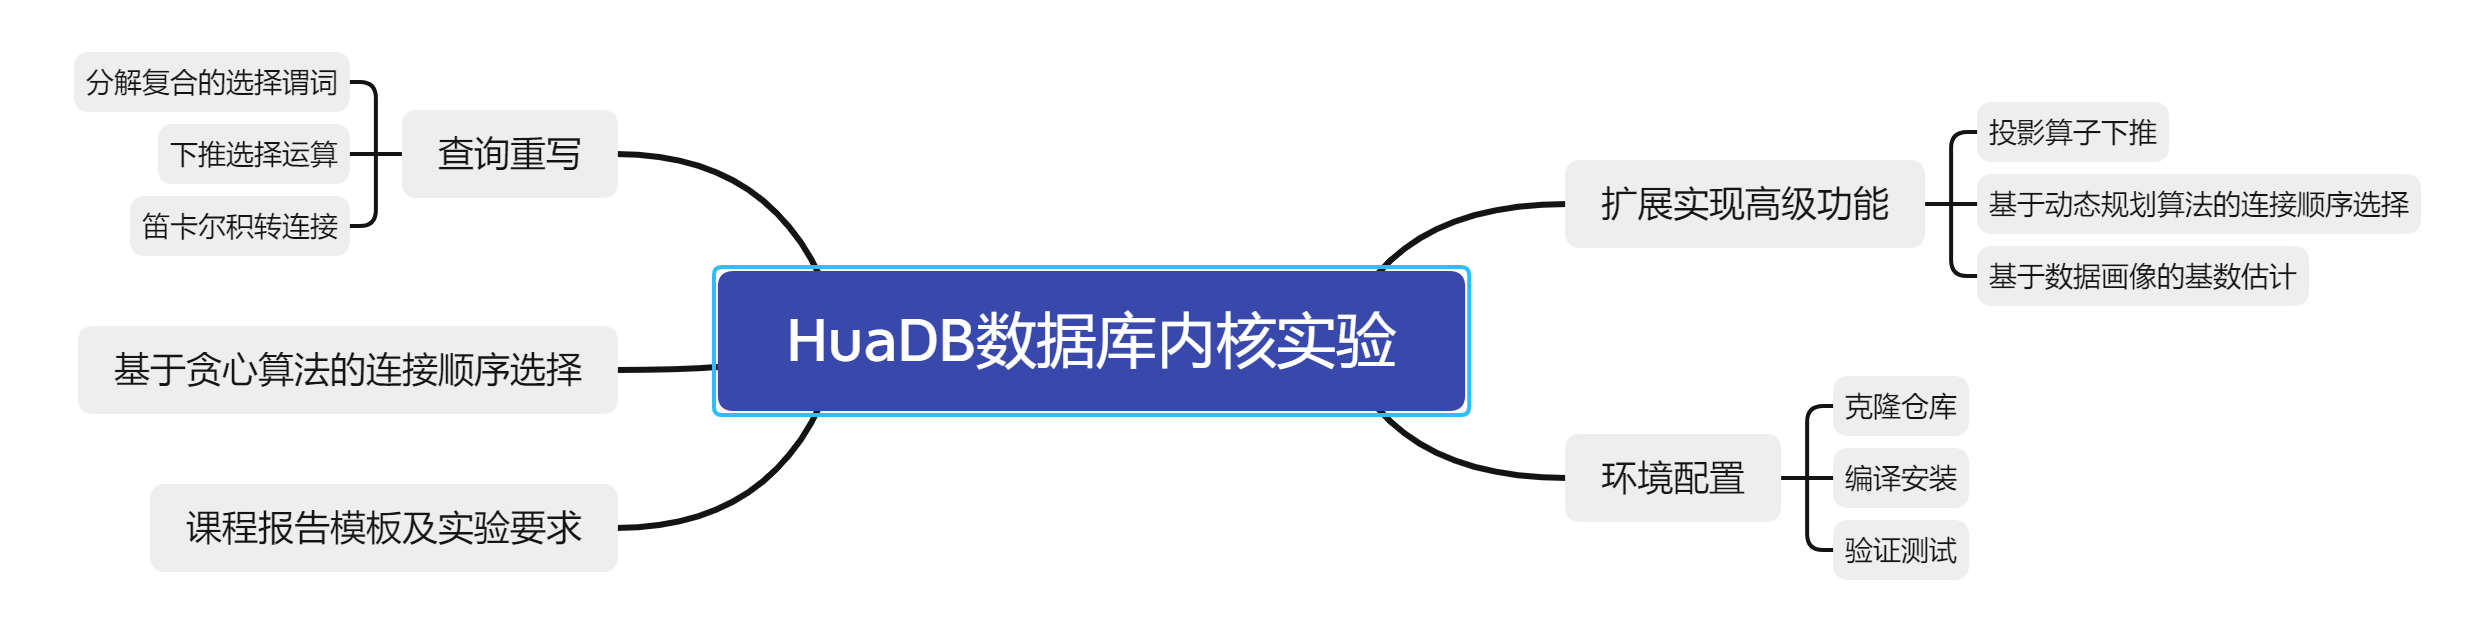 分解复合的选择谓词
下推选择运算
笛卡尔积转连接
查询重写
基于贪心算法的连接顺序选择
课程报告模板及实验要求
HuaDB数据库内核实验
扩展实现高级功能
投影算子下推
基于动态规划算法的连接顺序选择
基于数据画像的基数估计
环境配置
克隆仓库
编译安装
验证测试